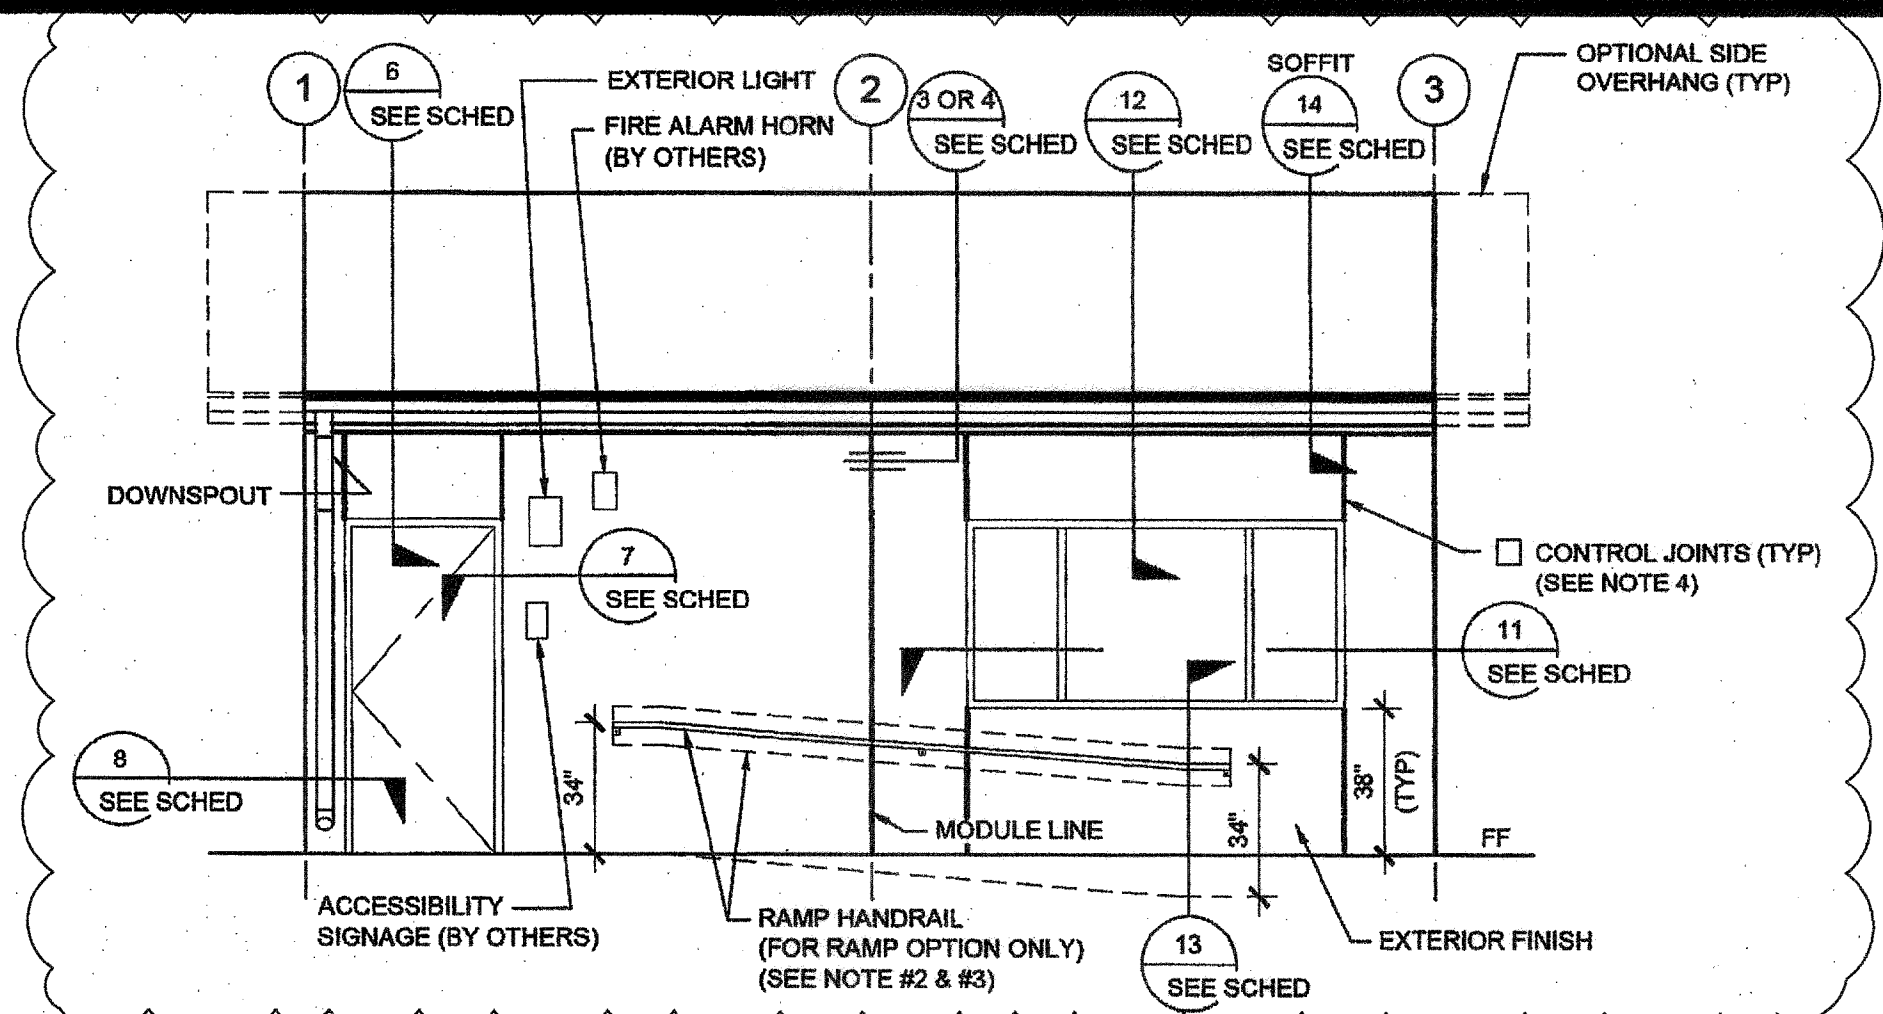 1
6
SEE SCHED
EXTERIOR LIGHT
FIRE ALARM HORN
(BY OTHERS)
2
3 OR 4
SEE SCHED
12
SEE SCHED
SOFFIT
14
SEE SCHED
3
OPTIONAL SIDE
OVERHANG (TYP)
DOWNSPOUT
7
SEE SCHED
CONTROL JOINTS (TYP)
(SEE NOTE 4)
11
SEE SCHED
8
SEE SCHED
34"
MODULE LINE
34"
38"
(TYP)
FF
ACCESSIBILITY
SIGNAGE (BY OTHERS)
RAMP HANDRAIL
(FOR RAMP OPTION ONLY)
(SEE NOTE #2 & #3)
13
SEE SCHED
EXTERIOR FINISH